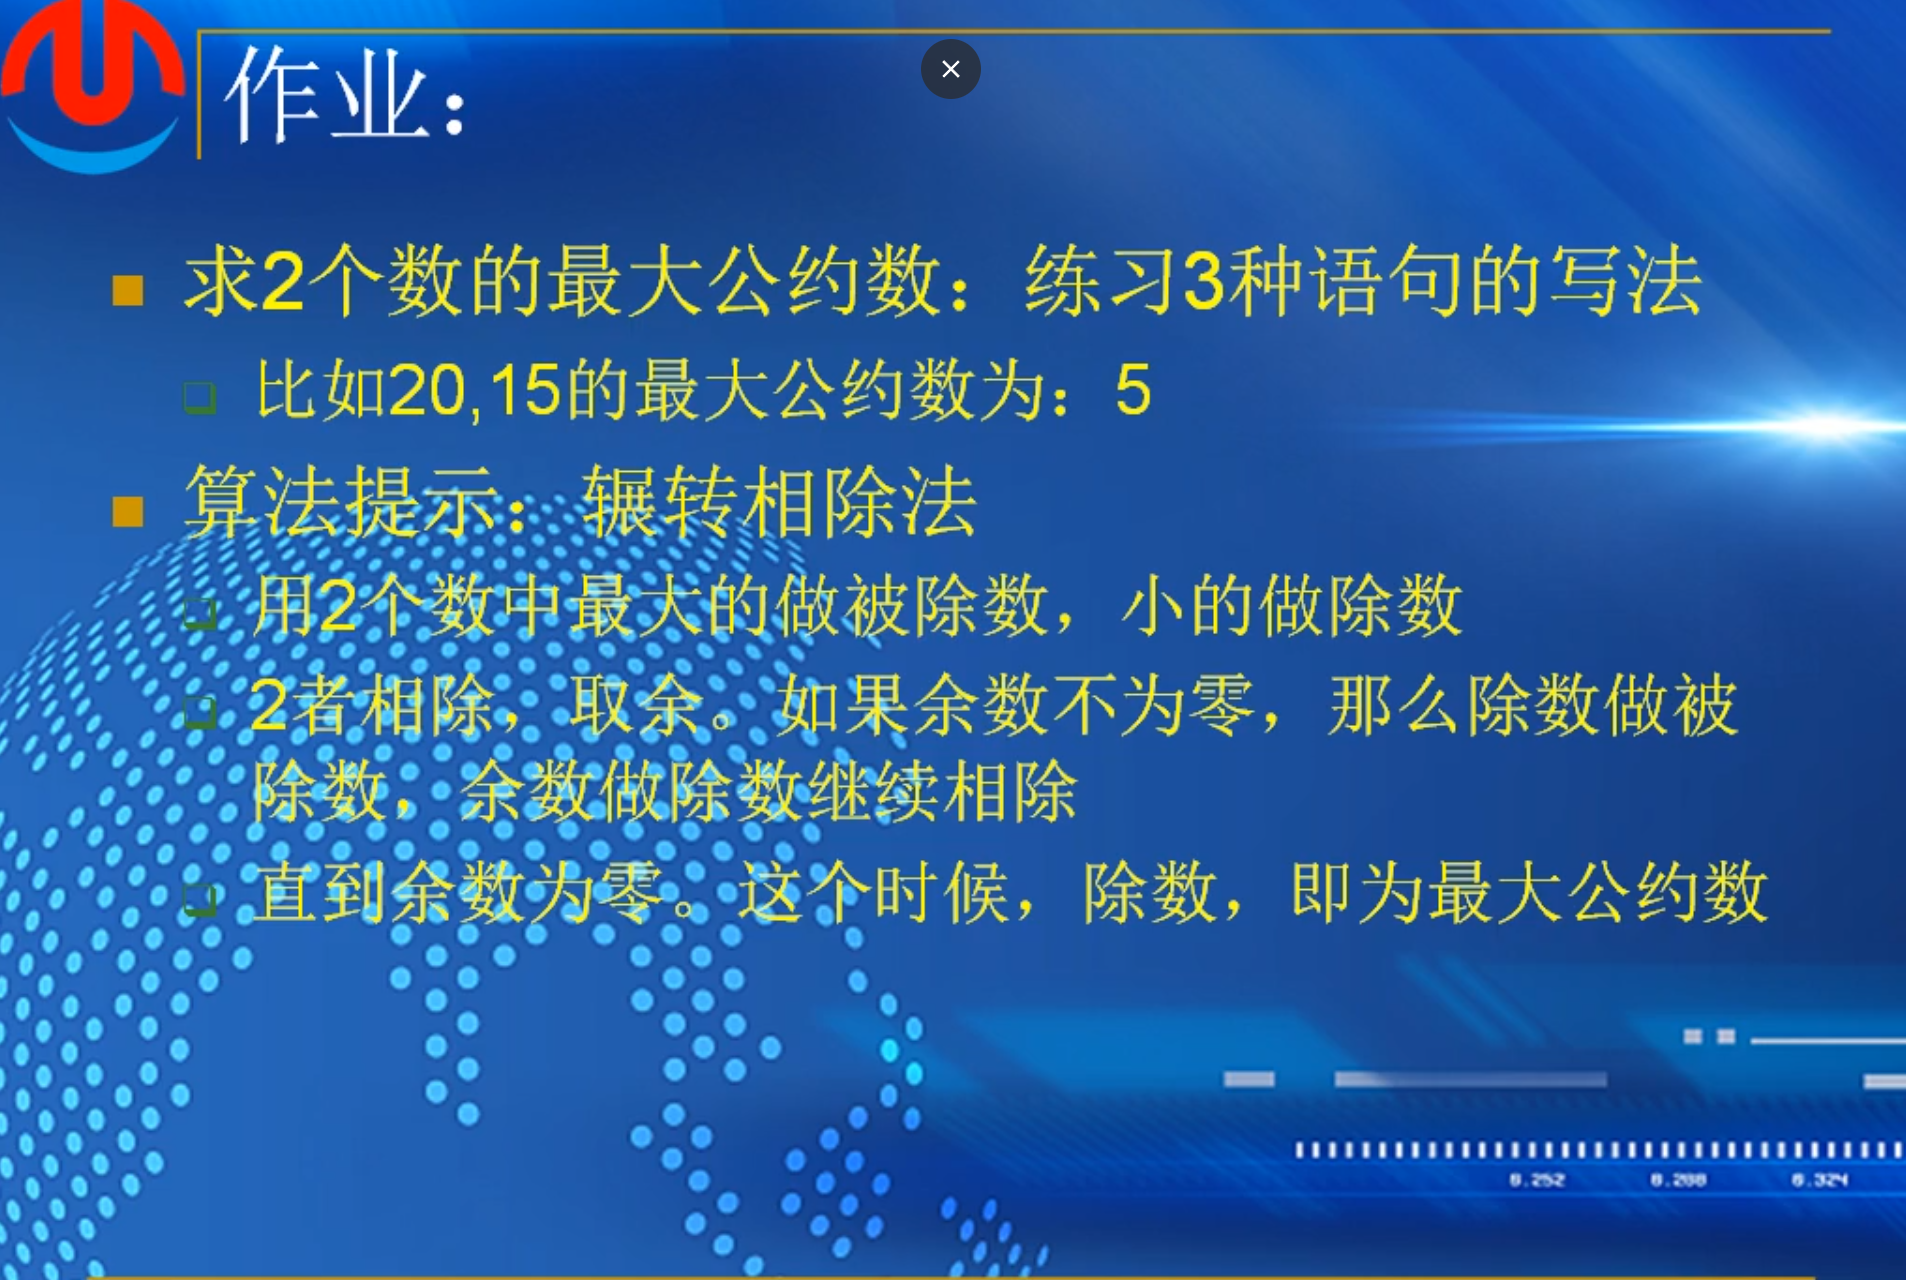 作业：
求2个数的最大公约数：练习3种语句的写法
比如20,15的最大公约数为：5
算法提示：辗转相除法
用2个数中最大的做被除数，小的做除数
2者相除，取余。如果余数不为零，那么除数做被
除数，余数做除数继续相除
直到余数为零。这个时候，除数，即为最大公约数
0.252 0.288 0.324